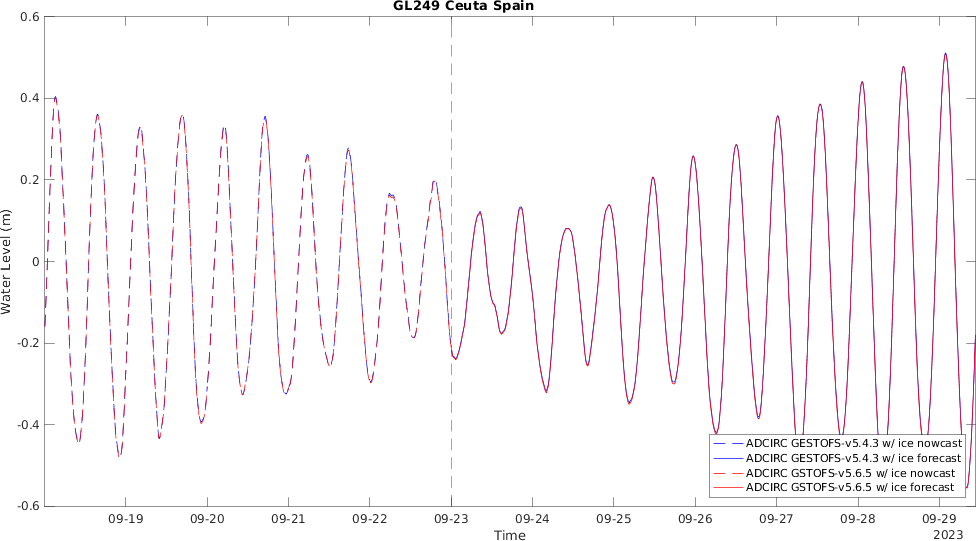 GL249 Ceuta Spain
0.6
0.4
0.2
0
-0.2
-0.4
-0.6
Water Level (m)
ADCIRC GESTOFS-v5.4.3 w/ ice nowcast
ADCIRC GESTOFS-v5.4.3 w/ ice forecast
ADCIRC GSTOFS-v5.6.5 w/ ice nowcast
ADCIRC GSTOFS-v5.6.5 w/ ice forecast
09-19 09-20 09-21 09-22 09-23 09-24 09-25 09-26 09-27 09-28 09-29
2023
Time